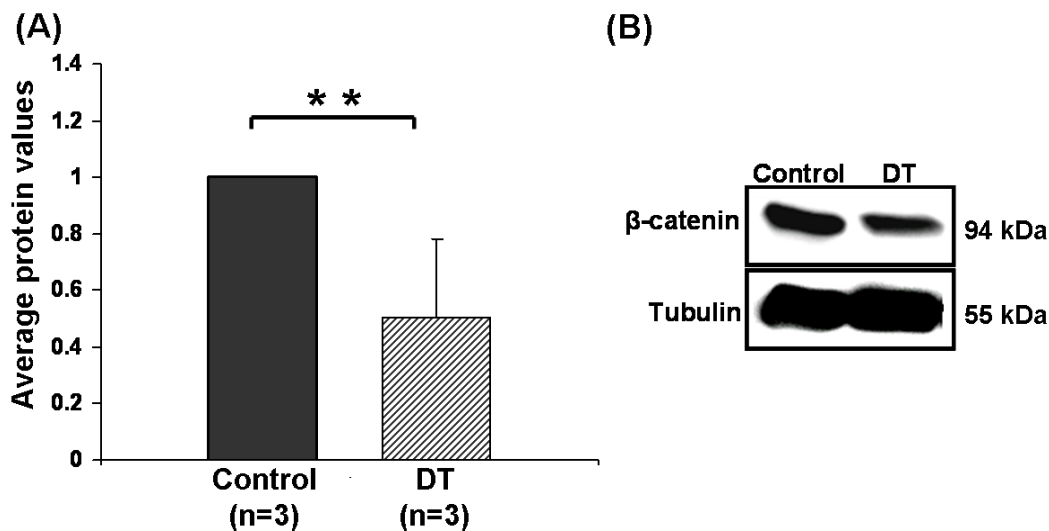 (A)
Average protein values
1.4
1.2
1
0.8
0.6
0.4
0.2
0
* *
Control
(n=3)
DT
(n=3)
(B)
Control DT
β-catenin 94 kDa
Tubulin 55 kDa